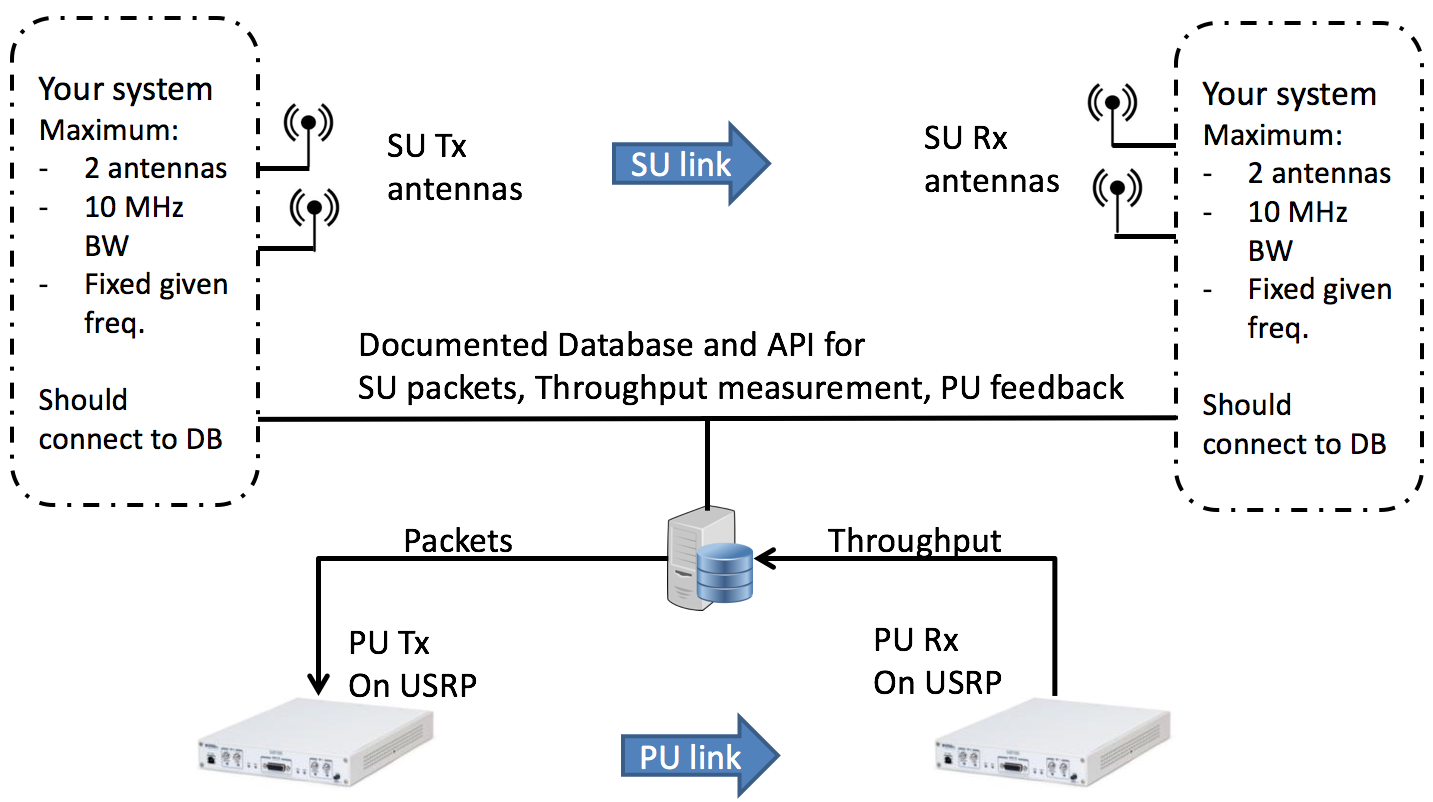 Your system
Maximum:
- 2 antennas
- 10 MHz
BW
- Fixed given
freq.
Should
connect to DB
SU Tx
antennas
SU link
SU Rx
antennas
Your system
Maximum:
- 2 antennas
- 10 MHz
BW
- Fixed given
freq.
Should
connect to DB
Documented Database and API for
SU packets, Throughput measurement, PU feedback
Packets
Throughput
PU Tx
On USRP
PU Rx
On USRP
PU link